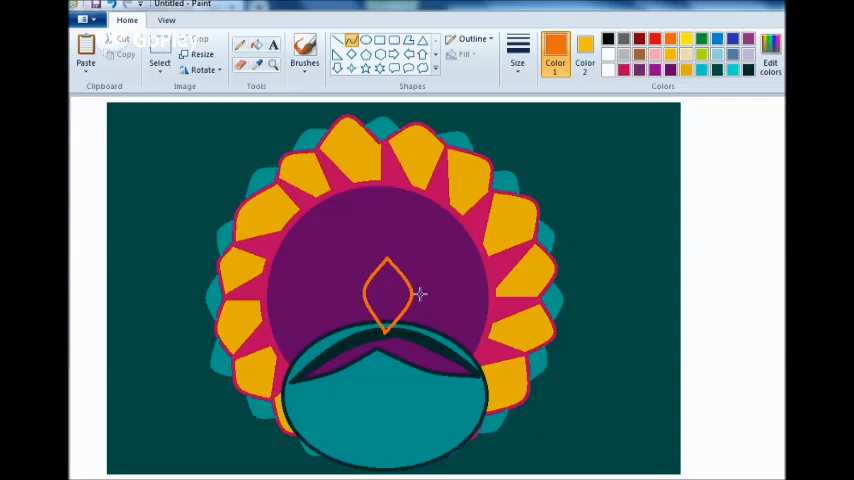 Untitled - Paint
Home
View
Paste
Cut
Copy
Clipboard
Select
Crop
Resize
Rotate
Image
Tools
A
Brushes
Outline
Fill
Shapes
Size
Color
1
Color
2
Edit
colors
Colors